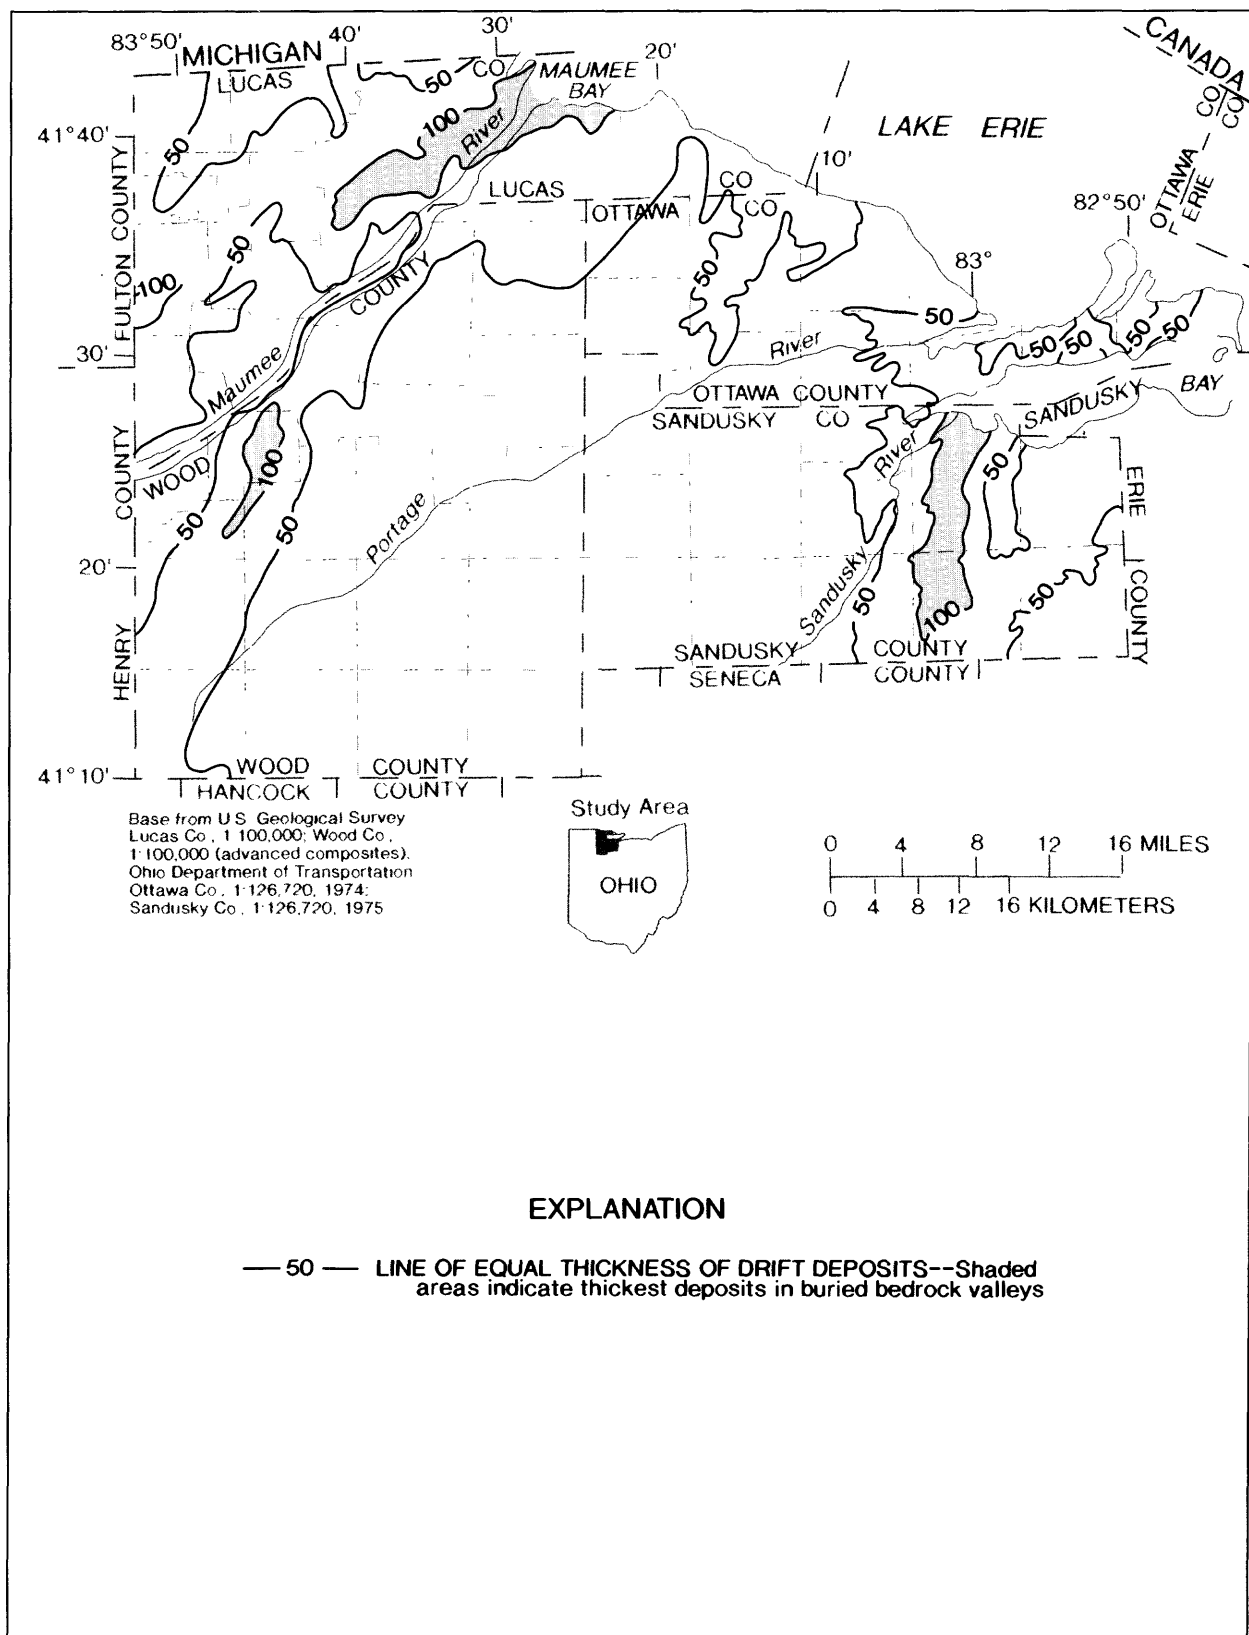 83°50'
40'
30'
20'
MICHIGAN
LUCAS
CO
MAUMEE
BAY
CANADA
CO
CO
50
50
100
River
LAKE ERIE
41°40'
10'
OTTAWA
ERIE
FULTON COUNTY
50
LUCAS
OTTAWA
CO
CO
82°50'
50
COUNTY
50
83°
100
50
50
50
50
50
30'
Maumee
River
OTTAWA COUNTY
SANDUSKY CO
SANDUSKY BAY
WOOD
100
River
50
ERIE
COUNTY
HENRY
COUNTY
50
50
Portage
20'
Sandusky
50
100
50
SANDUSKY COUNTY
SENECA COUNTY
41°10'
WOOD COUNTY
HANCOCK COUNTY
Base from U S Geological Survey
Lucas Co , 1 100,000; Wood Co ,
1 100,000 (advanced composites).
Ohio Department of Transportation
Ottawa Co . 1:126,720, 1974;
Sandusky Co , 1:126,720, 1975
Study Area
OHIO
0 4 8 12 16 MILES
0 4 8 12 16 KILOMETERS
EXPLANATION
— 50 — LINE OF EQUAL THICKNESS OF DRIFT DEPOSITS--Shaded
areas indicate thickest deposits in buried bedrock valleys